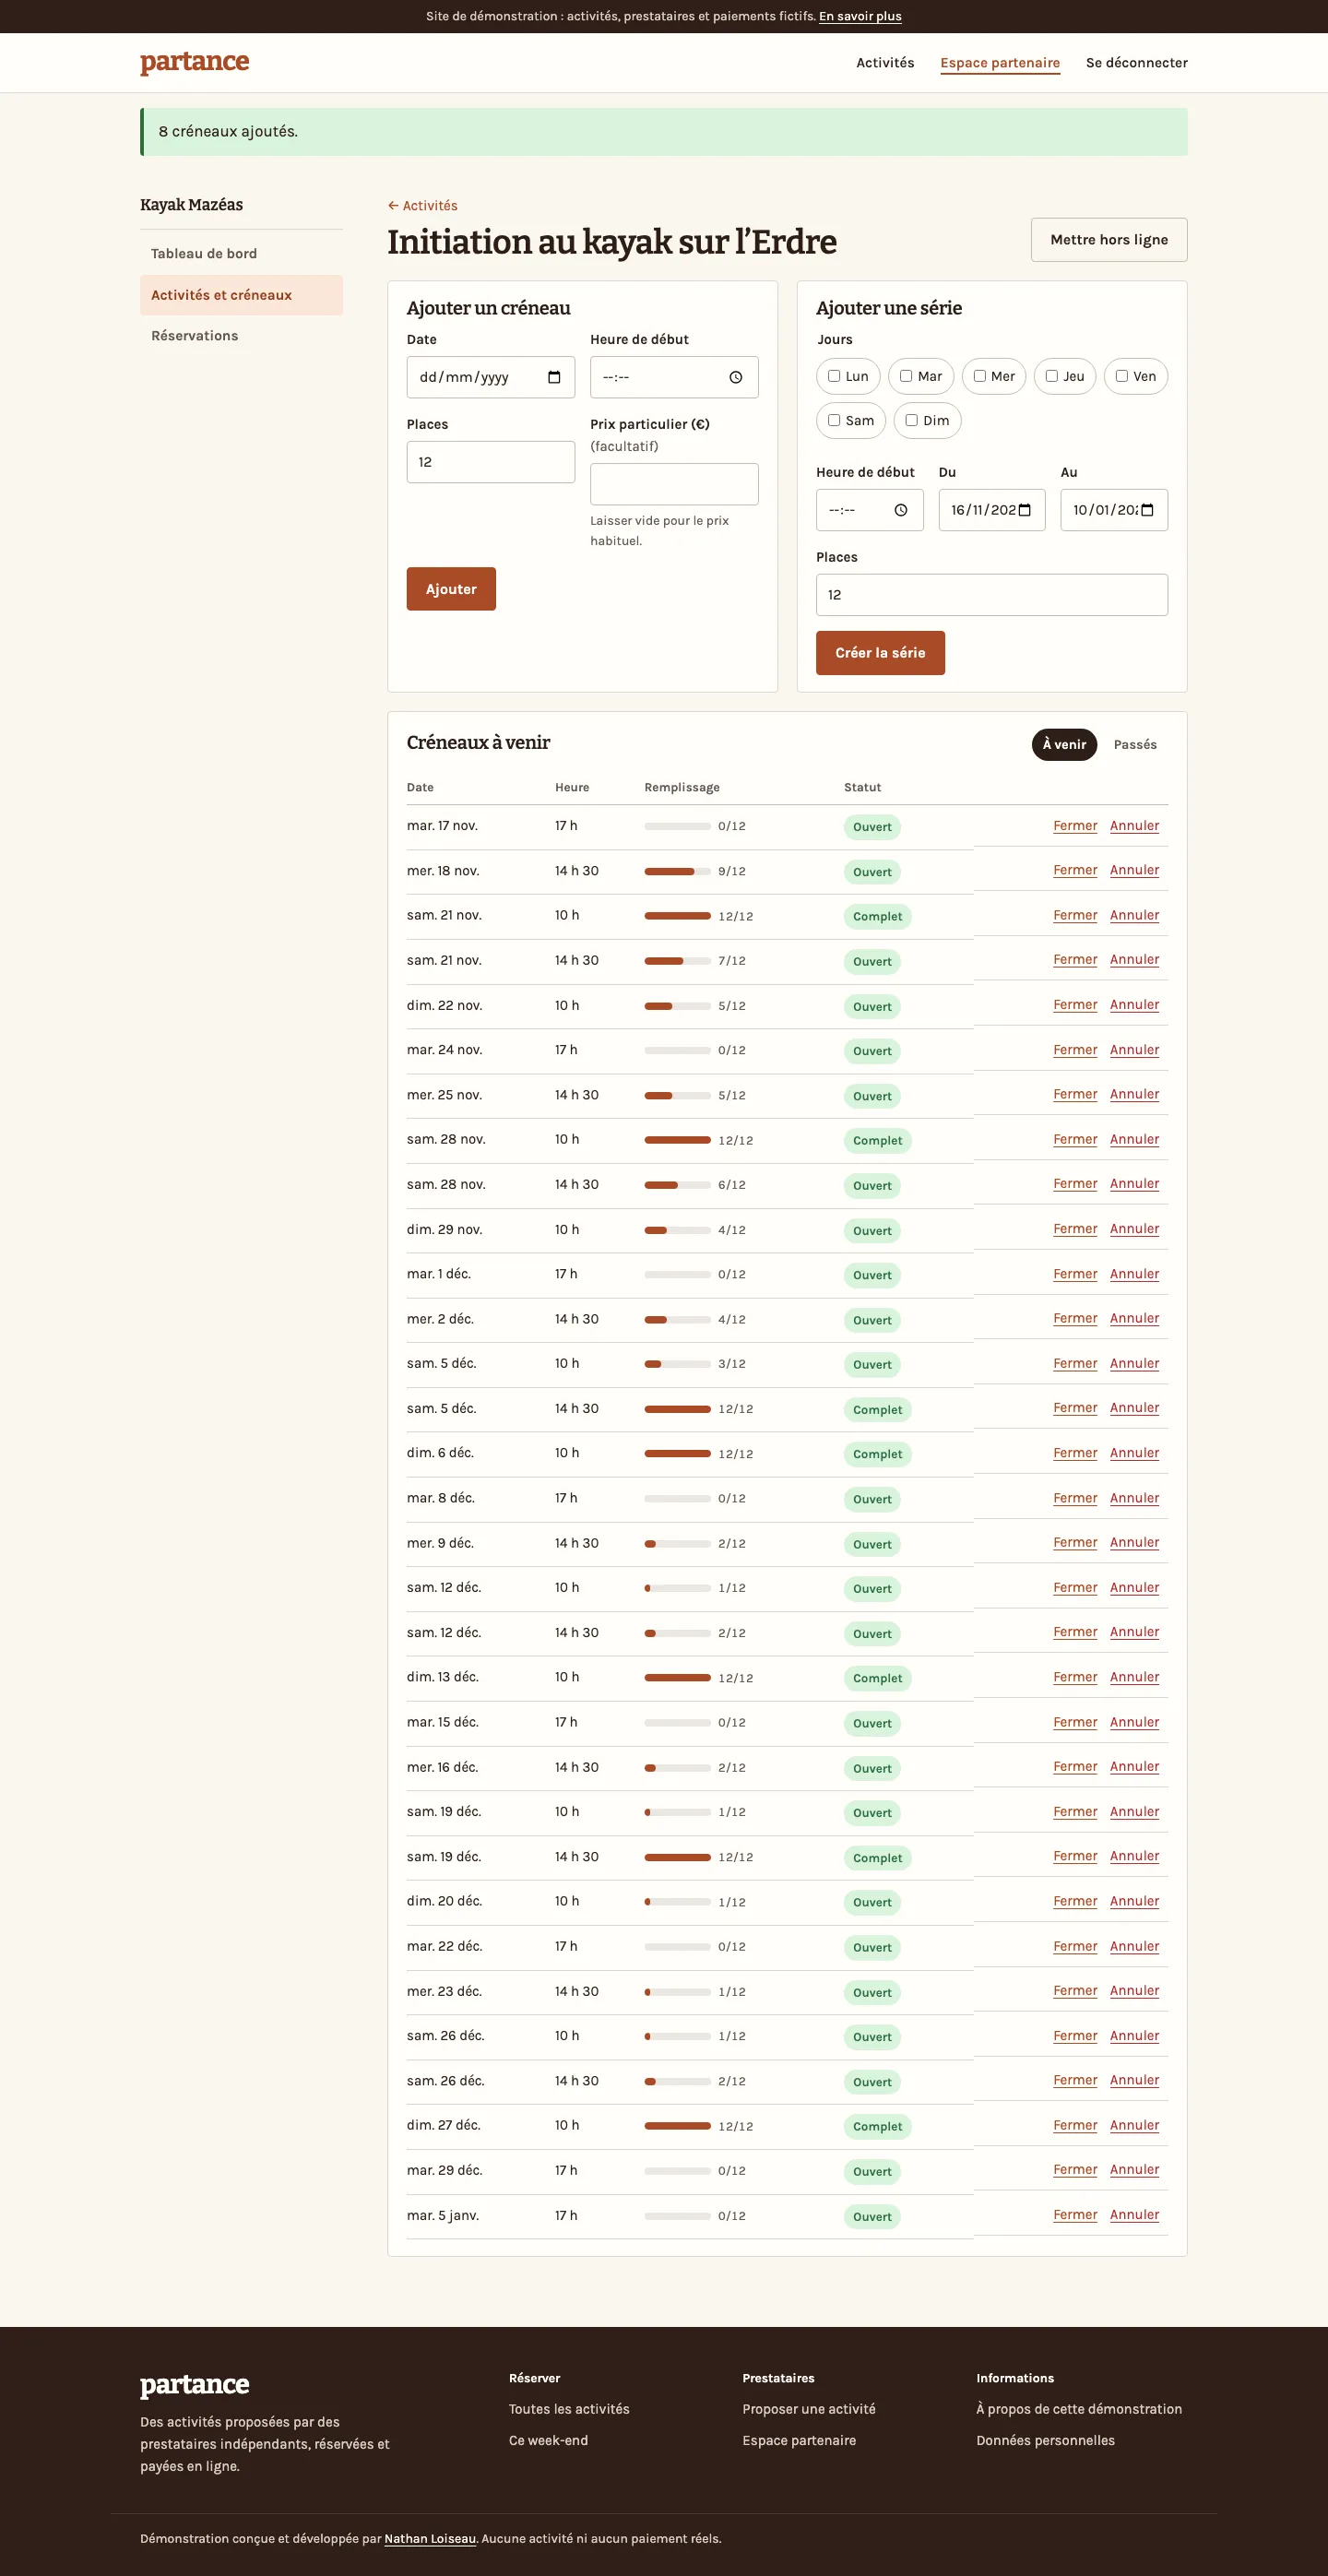 Site de démonstration : activités, prestataires et paiements fictifs. En savoir plus
partance
Activités Espace partenaire Se déconnecter
8 créneaux ajoutés.
Kayak Mazéas
Tableau de bord
Activités et créneaux
Réservations
← Activités
Initiation au kayak sur l’Erdre
Mettre hors ligne
Ajouter un créneau
Date Heure de début
dd/mm/yyyy --:--
Places Prix particulier (€)
(facultatif)
12
Laisser vide pour le prix
habituel.
Ajouter
Ajouter une série
Jours
Lun Mar Mer Jeu Ven
Sam Dim
Heure de début Du Au
--:-- 16/11/202 10/01/202
Places
12
Créer la série
Créneaux à venir À venir Passés
Date Heure Remplissage Statut
mar. 17 nov. 17 h 0/12 Ouvert Fermer Annuler
mer. 18 nov. 14 h 30 9/12 Ouvert Fermer Annuler
sam. 21 nov. 10 h 12/12 Complet Fermer Annuler
sam. 21 nov. 14 h 30 7/12 Ouvert Fermer Annuler
dim. 22 nov. 10 h 5/12 Ouvert Fermer Annuler
mar. 24 nov. 17 h 0/12 Ouvert Fermer Annuler
mer. 25 nov. 14 h 30 5/12 Ouvert Fermer Annuler
sam. 28 nov. 10 h 12/12 Complet Fermer Annuler
sam. 28 nov. 14 h 30 6/12 Ouvert Fermer Annuler
dim. 29 nov. 10 h 4/12 Ouvert Fermer Annuler
mar. 1 déc. 17 h 0/12 Ouvert Fermer Annuler
mer. 2 déc. 14 h 30 4/12 Ouvert Fermer Annuler
sam. 5 déc. 10 h 3/12 Ouvert Fermer Annuler
sam. 5 déc. 14 h 30 12/12 Complet Fermer Annuler
dim. 6 déc. 10 h 12/12 Complet Fermer Annuler
mar. 8 déc. 17 h 0/12 Ouvert Fermer Annuler
mer. 9 déc. 14 h 30 2/12 Ouvert Fermer Annuler
sam. 12 déc. 10 h 1/12 Ouvert Fermer Annuler
sam. 12 déc. 14 h 30 2/12 Ouvert Fermer Annuler
dim. 13 déc. 10 h 12/12 Complet Fermer Annuler
mar. 15 déc. 17 h 0/12 Ouvert Fermer Annuler
mer. 16 déc. 14 h 30 2/12 Ouvert Fermer Annuler
sam. 19 déc. 10 h 1/12 Ouvert Fermer Annuler
sam. 19 déc. 14 h 30 12/12 Complet Fermer Annuler
dim. 20 déc. 10 h 1/12 Ouvert Fermer Annuler
mar. 22 déc. 17 h 0/12 Ouvert Fermer Annuler
mer. 23 déc. 14 h 30 1/12 Ouvert Fermer Annuler
sam. 26 déc. 10 h 1/12 Ouvert Fermer Annuler
sam. 26 déc. 14 h 30 2/12 Ouvert Fermer Annuler
dim. 27 déc. 10 h 12/12 Complet Fermer Annuler
mar. 29 déc. 17 h 0/12 Ouvert Fermer Annuler
mar. 5 janv. 17 h 0/12 Ouvert Fermer Annuler
partance
Des activités proposées par des
prestataires indépendants, réservées et
payées en ligne.
Réserver
Toutes les activités
Ce week-end
Prestataires
Proposer une activité
Espace partenaire
Informations
À propos de cette démonstration
Données personnelles
Démonstration conçue et développée par Nathan Loiseau. Aucune activité ni aucun paiement réels.